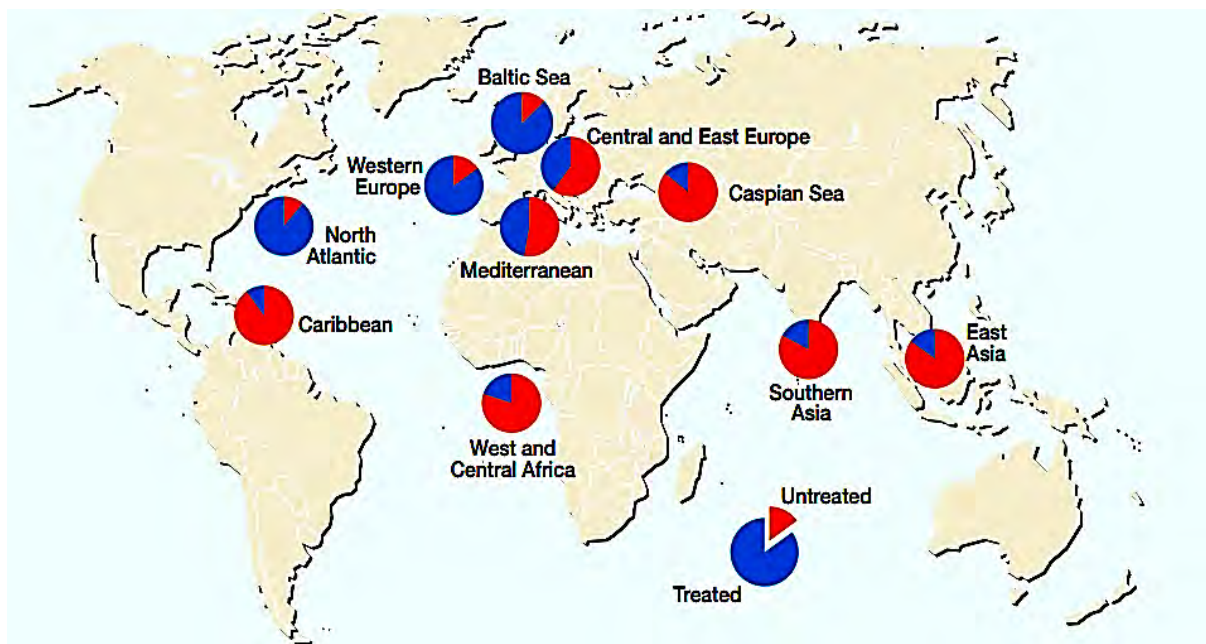 Baltic Sea
Central and East Europe
Western
Europe
Caspian Sea
North
Atlantic
Mediterranean
Caribbean
East
Asia
Southern
Asia
West and
Central Africa
Untreated
Treated